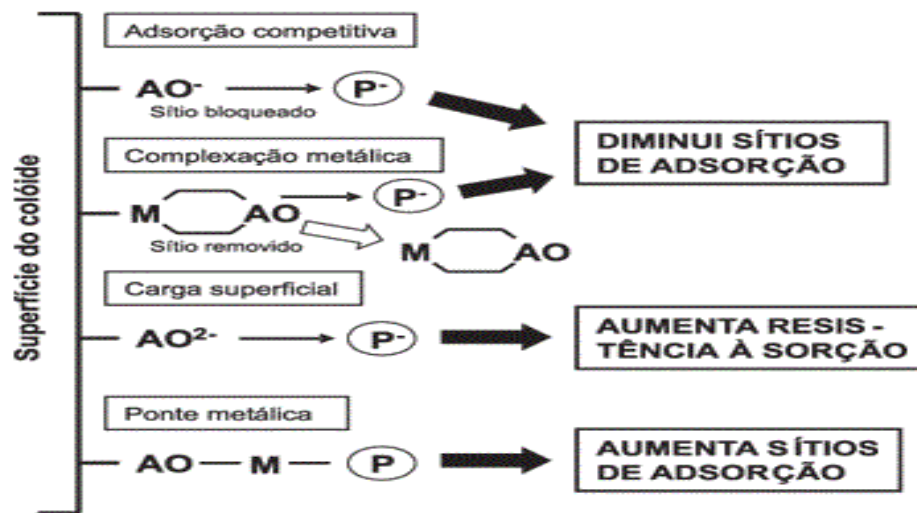 Superfície do colóide
Adsorção competitiva
AO- P-
Sítio bloqueado
DIMINUI SÍTIOS
DE ADSORÇÃO
Complexação metálica
M AO P-
Sítio removido
M AO
Carga superficial
AO2- P-
AUMENTA RESIS -
TÊNCIA À SORÇÃO
Ponte metálica
AO M P
AUMENTA SÍTIOS
DE ADSORÇÃO